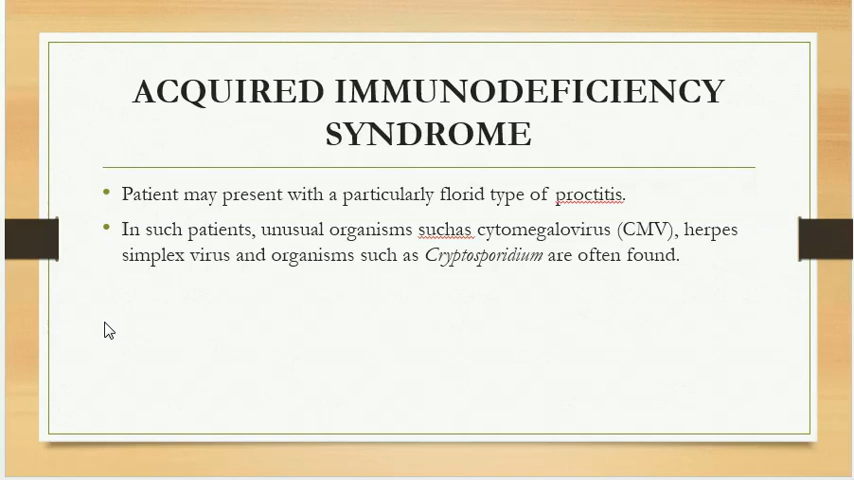 ACQUIRED IMMUNODEFICIENCY
SYNDROME
• Patient may present with a particularly florid type of proctitis.
• In such patients, unusual organisms suchas cytomegalovirus (CMV), herpes
simplex virus and organisms such as Cryptosporidium are often found.